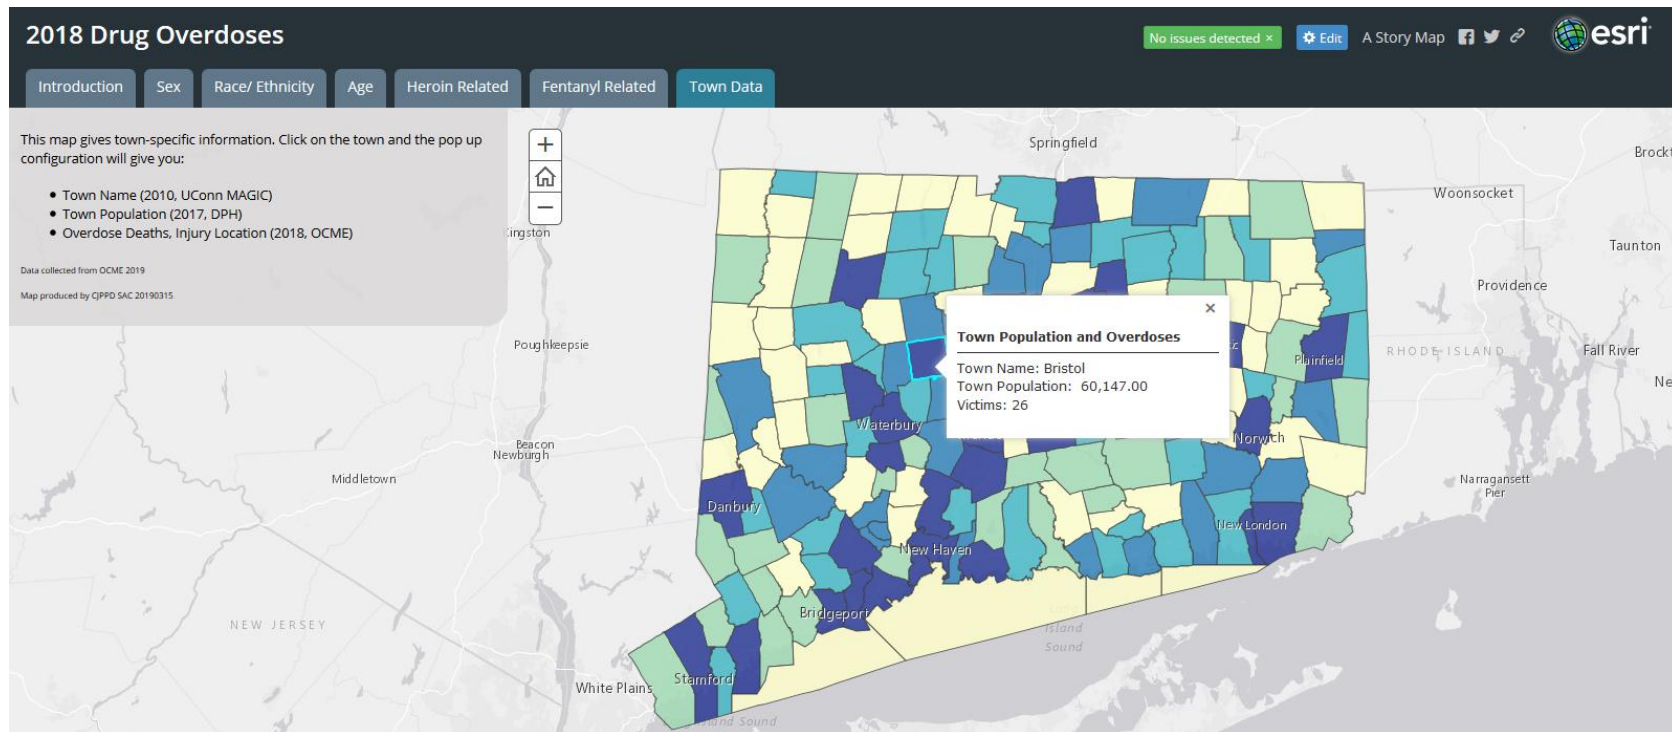 2018 Drug Overdoses
No issues detected ×
Edit
A Story Map
esri
Introduction
Sex
Race/ Ethnicity
Age
Heroin Related
Fentanyl Related
Town Data
This map gives town-specific information. Click on the town and the pop up
configuration will give you:
• Town Name (2010, UConn MAGIC)
• Town Population (2017, DPH)
• Overdose Deaths, Injury Location (2018, OCME)
Data collected from OCME 2019
Map produced by CJPPD SAC 20190315
+
−
Springfield
Woonsocket
Taunton
Providence
Poughkeepsie
RHODE ISLAND
Fall River
Plainfield
×
Town Population and Overdoses
Town Name: Bristol
Town Population: 60,147.00
Victims: 26
Waterbury
Norwich
Beacon
Newburgh
Middletown
Narragansett
Pier
Danbury
New London
New Haven
Bridgeport
NEW JERSEY
Island
Sound
White Plains
Stamford
Sound